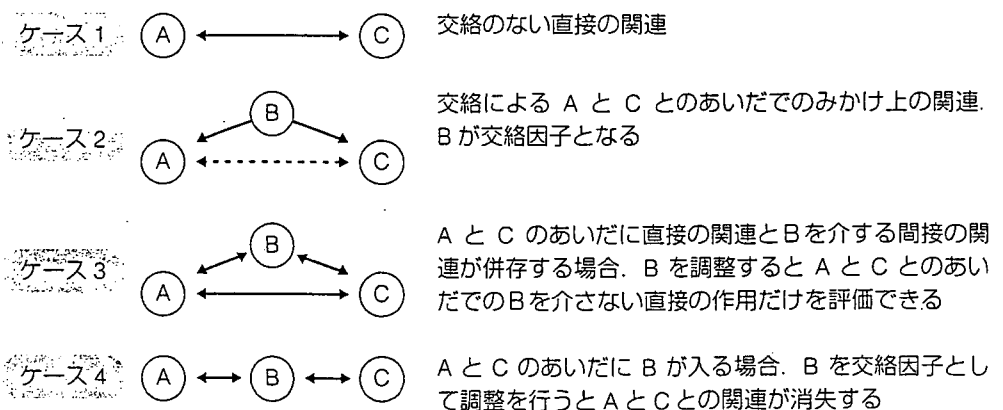 ケース 1 A C 交絡のない直接の関連
B
交絡による A と C とのあいだでのみかけ上の関連.
ケース 2 B が交絡因子となる
A C
B
A と C のあいだに直接の関連とBを介する間接の関
ケース 3 連が併存する場合. B を調整すると A と C とのあい
A C だでのBを介さない直接の作用だけを評価できる
ケース 4 A B C A と C のあいだに B が入る場合. B を交絡因子とし
て調整を行うと A と C との関連が消失する